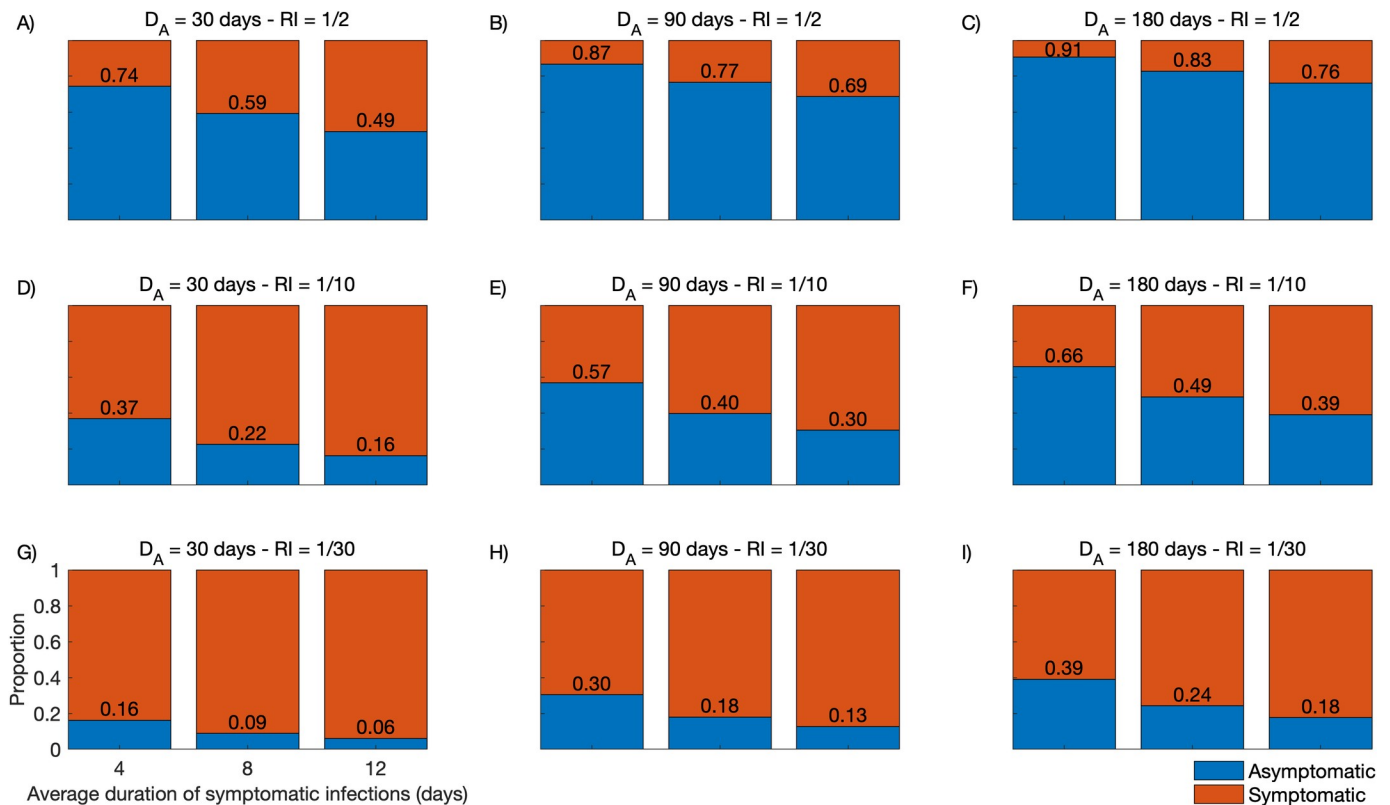 A) D_A = 30 days - RI = 1/2
0.74 0.59 0.49
B) D_A = 90 days - RI = 1/2
0.87 0.77 0.69
C) D_A = 180 days - RI = 1/2
0.91 0.83 0.76
D) D_A = 30 days - RI = 1/10
0.37 0.22 0.16
E) D_A = 90 days - RI = 1/10
0.57 0.40 0.30
F) D_A = 180 days - RI = 1/10
0.66 0.49 0.39
G) D_A = 30 days - RI = 1/30
1
0.8
0.6
0.4
0.2
0
Proportion
0.16 0.09 0.06
4 8 12
Average duration of symptomatic infections (days)
H) D_A = 90 days - RI = 1/30
0.30 0.18 0.13
I) D_A = 180 days - RI = 1/30
0.39 0.24 0.18
Asymptomatic
Symptomatic